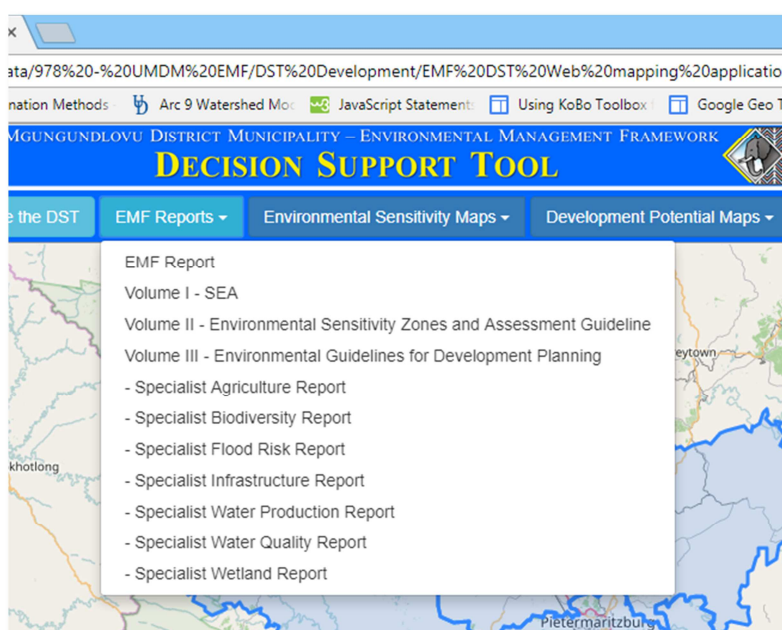 ×
ata/978%20-%20UMDM%20EMF/DST%20Development/EMF%20DST%20Web%20mapping%20applicatio
nation Methods
Arc 9 Watershed Mo
JavaScript Statement
Using KoBo Toolbox
Google Geo T
MGUNGUNDLOVU DISTRICT MUNICIPALITY – ENVIRONMENTAL MANAGEMENT FRAMEWORK
DECISION SUPPORT TOOL
e the DST
EMF Reports
Environmental Sensitivity Maps
Development Potential Maps
EMF Report
Volume I - SEA
Volume II - Environmental Sensitivity Zones and Assessment Guideline
Volume III - Environmental Guidelines for Development Planning
- Specialist Agriculture Report
- Specialist Biodiversity Report
- Specialist Flood Risk Report
- Specialist Infrastructure Report
- Specialist Water Production Report
- Specialist Water Quality Report
- Specialist Wetland Report
eytown
khotlong
Pietermaritzburg